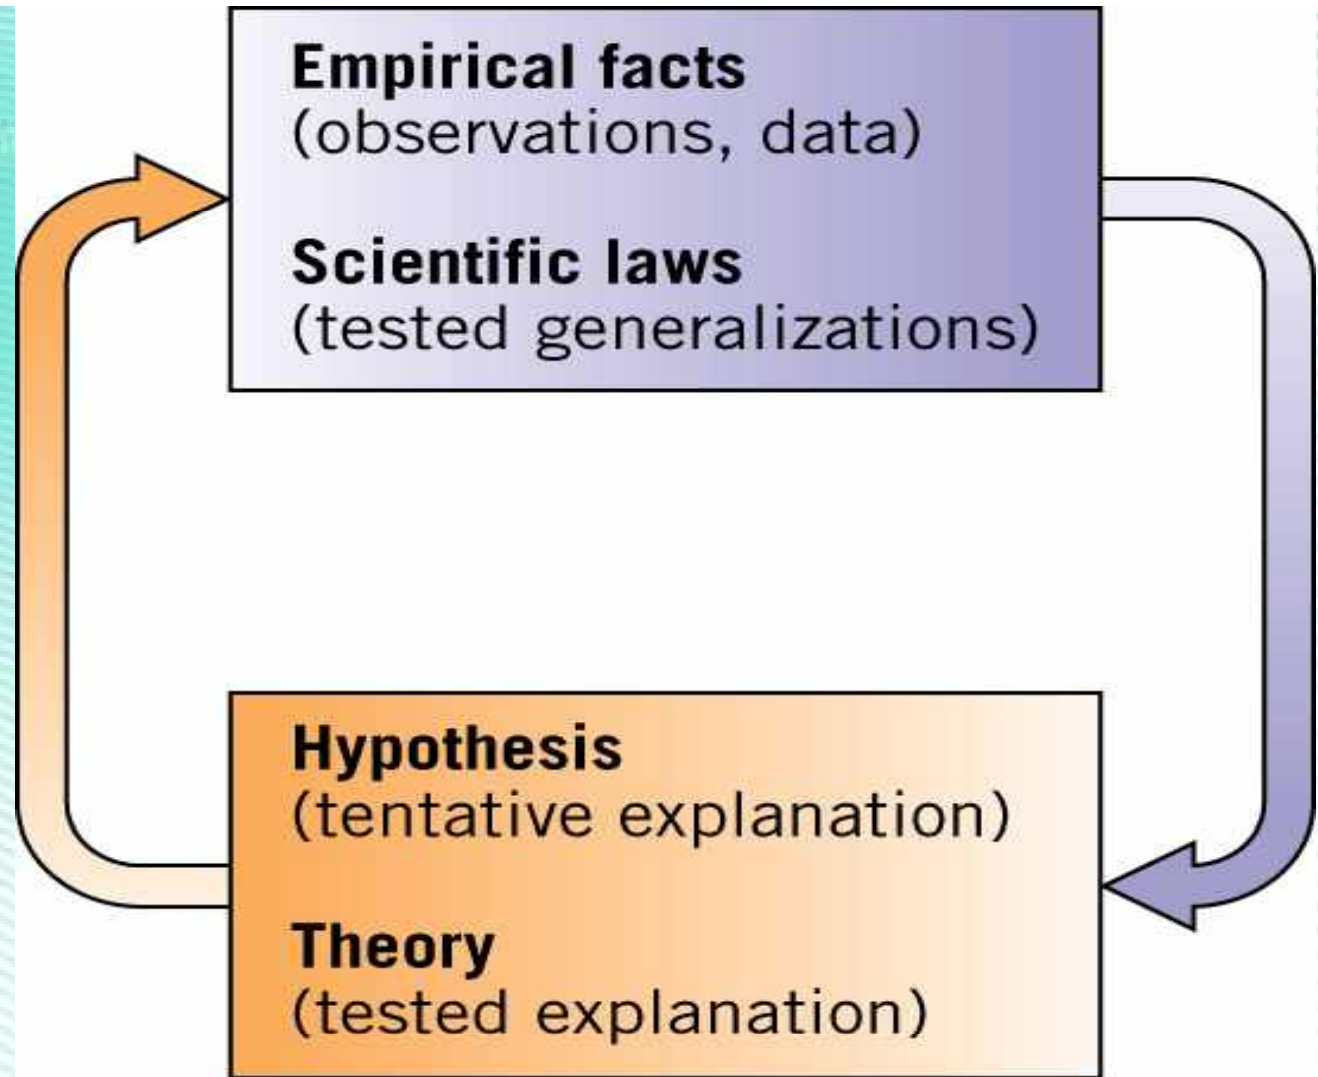 Empirical facts
(observations, data)
Scientific laws
(tested generalizations)
Hypothesis
(tentative explanation)
Theory
(tested explanation)